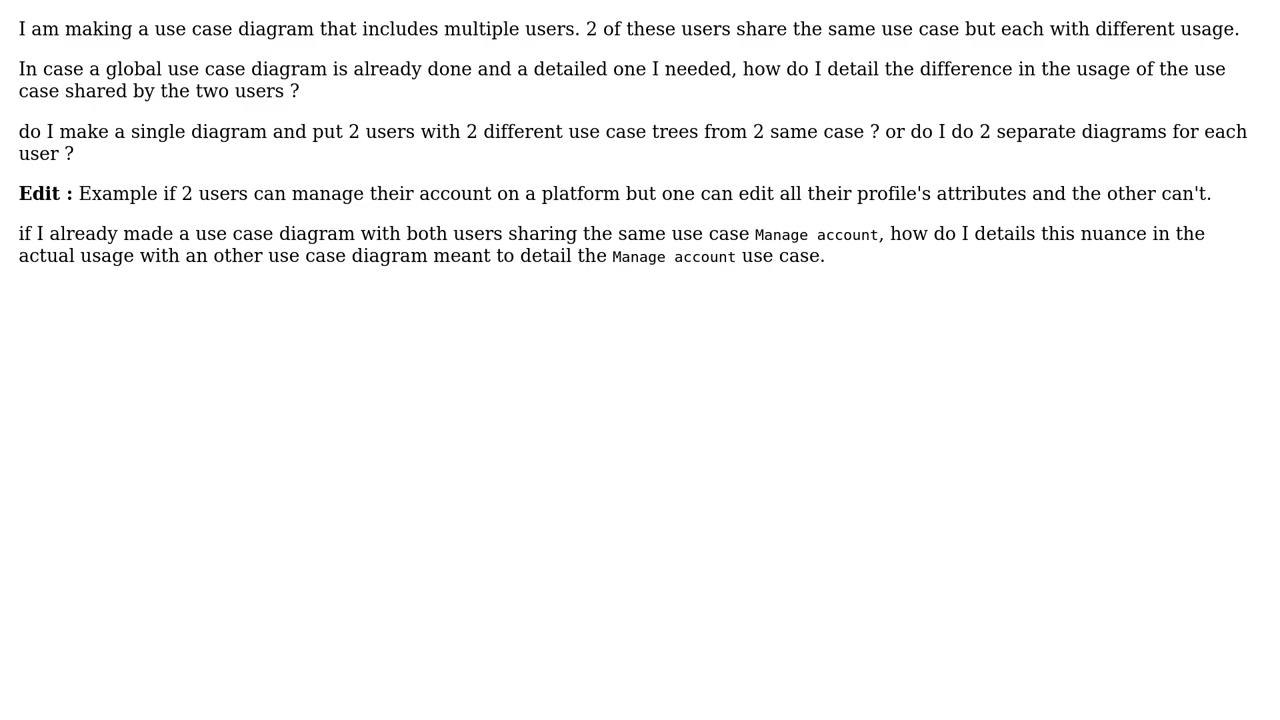 I am making a use case diagram that includes multiple users. 2 of these users share the same use case but each with different usage.
In case a global use case diagram is already done and a detailed one I needed, how do I detail the difference in the usage of the use
case shared by the two users ?
do I make a single diagram and put 2 users with 2 different use case trees from 2 same case ? or do I do 2 separate diagrams for each
user ?
Edit : Example if 2 users can manage their account on a platform but one can edit all their profile's attributes and the other can't.
if I already made a use case diagram with both users sharing the same use case Manage account, how do I details this nuance in the
actual usage with an other use case diagram meant to detail the Manage account use case.